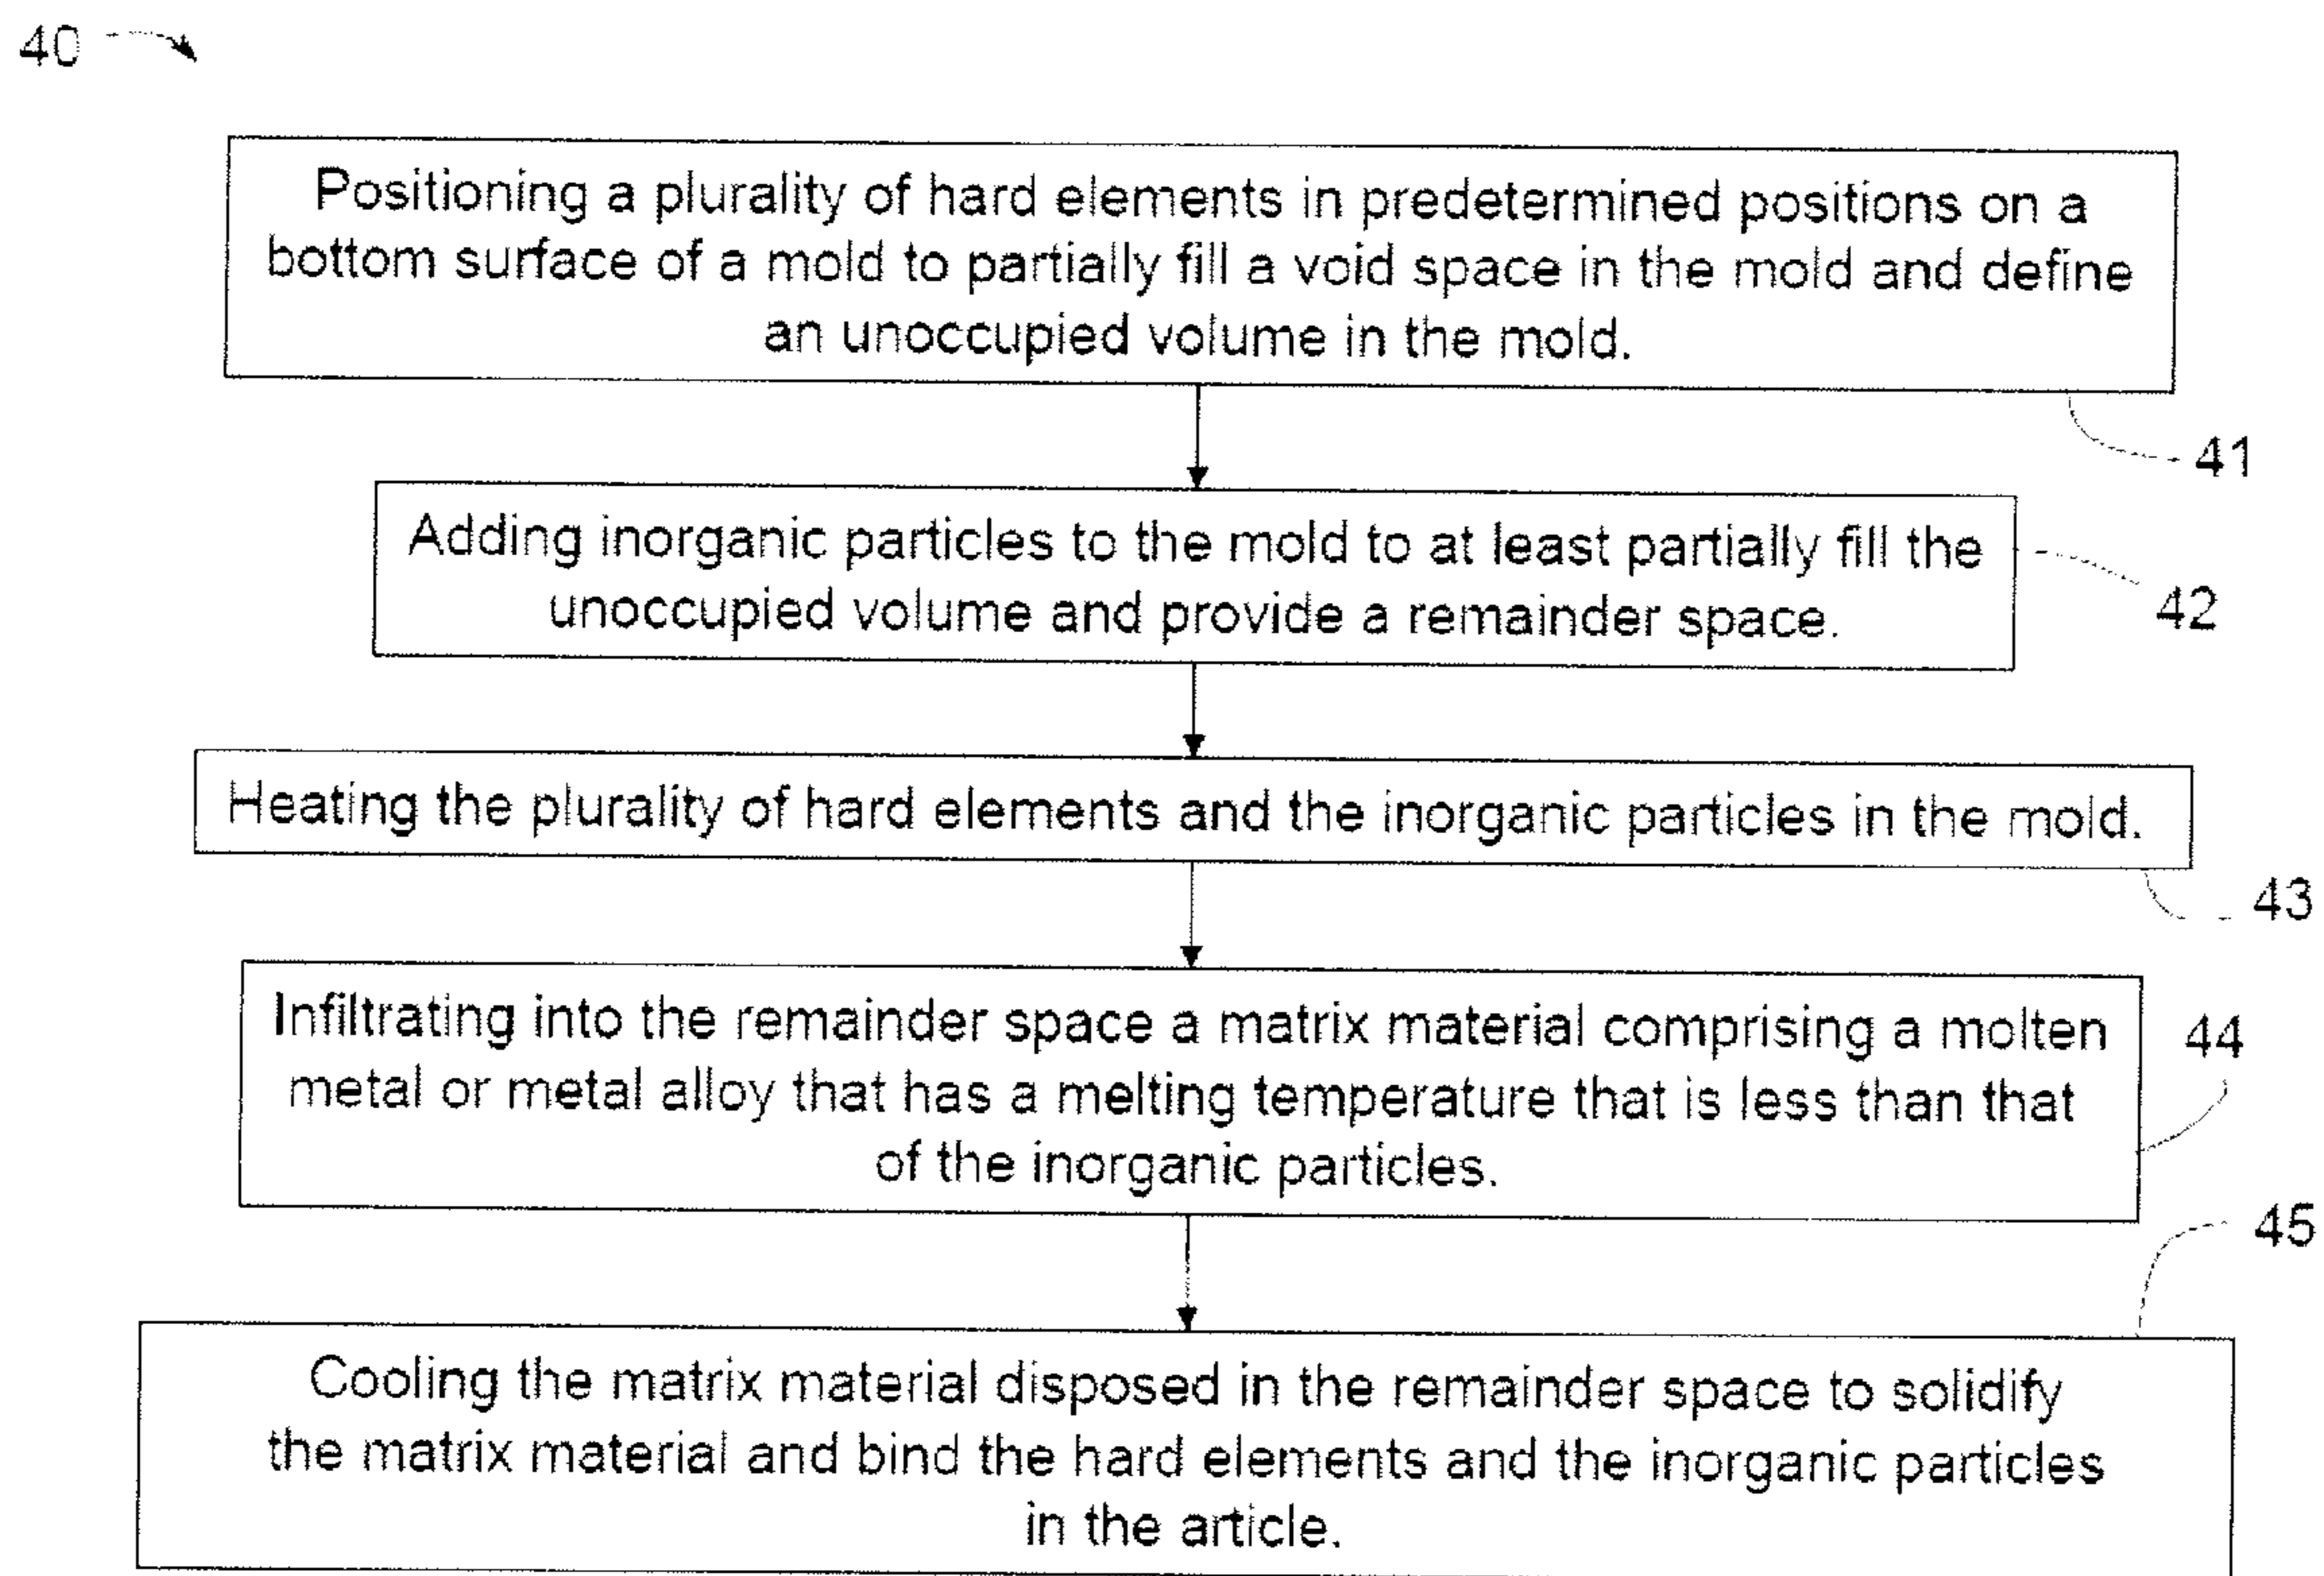 40
Positioning a plurality of hard elements in predetermined positions on a
bottom surface of a mold to partially fill a void space in the mold and define
an unoccupied volume in the mold.
41
Adding inorganic particles to the mold to at least partially fill the
unoccupied volume and provide a remainder space.
42
Heating the plurality of hard elements and the inorganic particles in the mold.
43
Infiltrating into the remainder space a matrix material comprising a molten
metal or metal alloy that has a melting temperature that is less than that
of the inorganic particles.
44
45
Cooling the matrix material disposed in the remainder space to solidify
the matrix material and bind the hard elements and the inorganic particles
in the article.